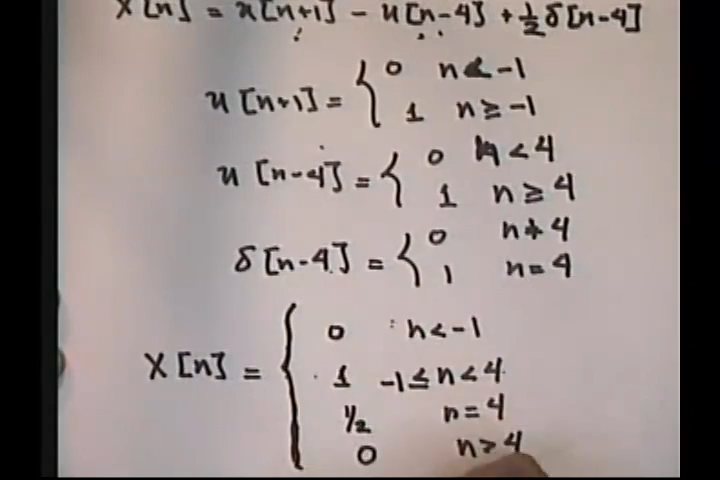 x[n] = u[n+1] - u[n-4] + 1/2 δ[n-4]
u[n+1] = { 0 n < -1
1 n ≥ -1
u[n-4] = { 0 n < 4
1 n ≥ 4
δ[n-4] = { 0 n ≠ 4
1 n = 4
x[n] = { 0 n < -1
1 -1 ≤ n < 4
1/2 n = 4
0 n > 4